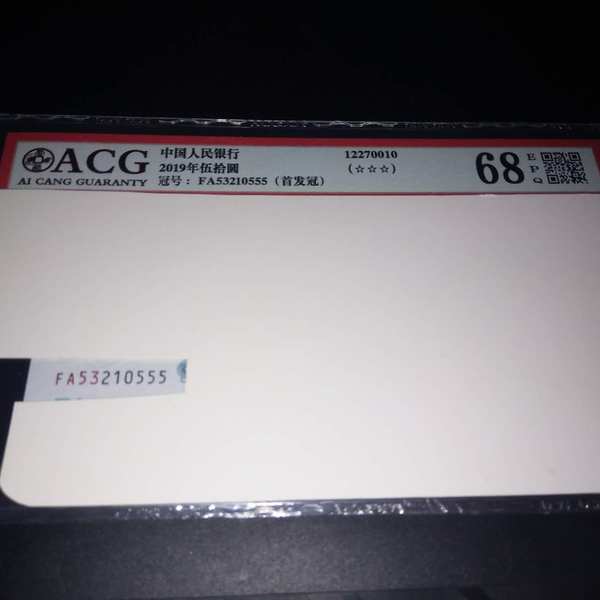 ACG
AI CANG GUARANTY
中国人民银行
2019年伍拾圆
冠号：FA53210555（首发冠）
12270010
(☆☆☆)
68
EPQ
FA53210555